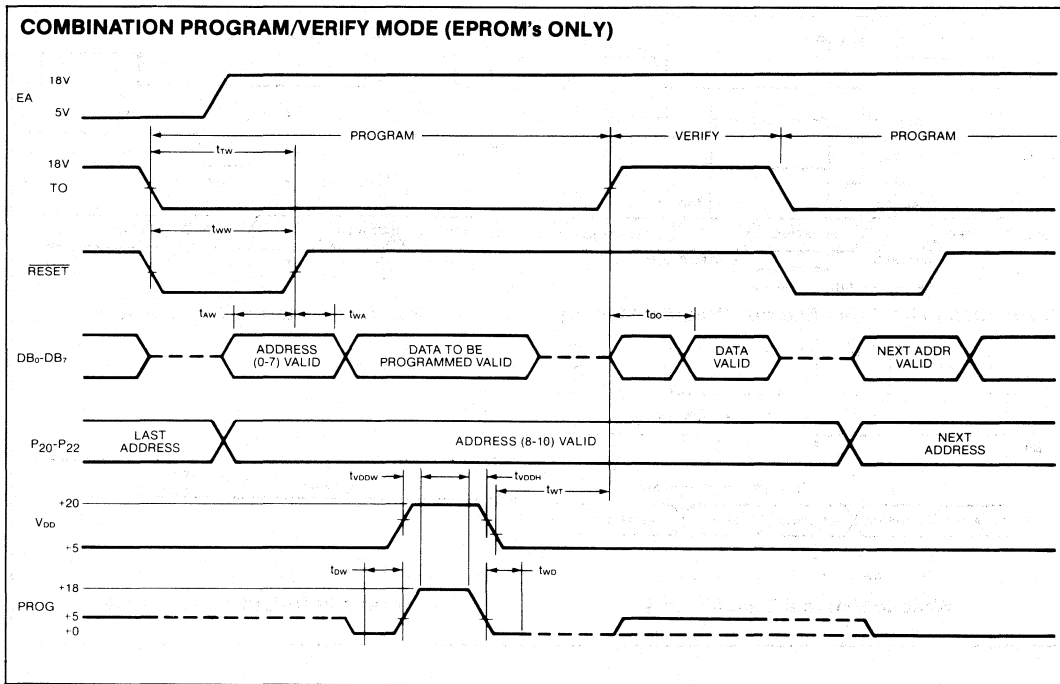 COMBINATION PROGRAM/VERIFY MODE (EPROM's ONLY)
18V
EA
5V
PROGRAM
VERIFY
PROGRAM
tTW
18V
TO
tWW
RESET
tAW
tWA
tDO
DB0-DB7
ADDRESS
(0-7) VALID
DATA TO BE
PROGRAMMED VALID
DATA
VALID
NEXT ADDR
VALID
P20-P22
LAST
ADDRESS
ADDRESS (8-10) VALID
NEXT
ADDRESS
tVDDW
tVDDH
tWT
+20
VDD
+5
tDW
tWD
+18
PROG
+5
+0